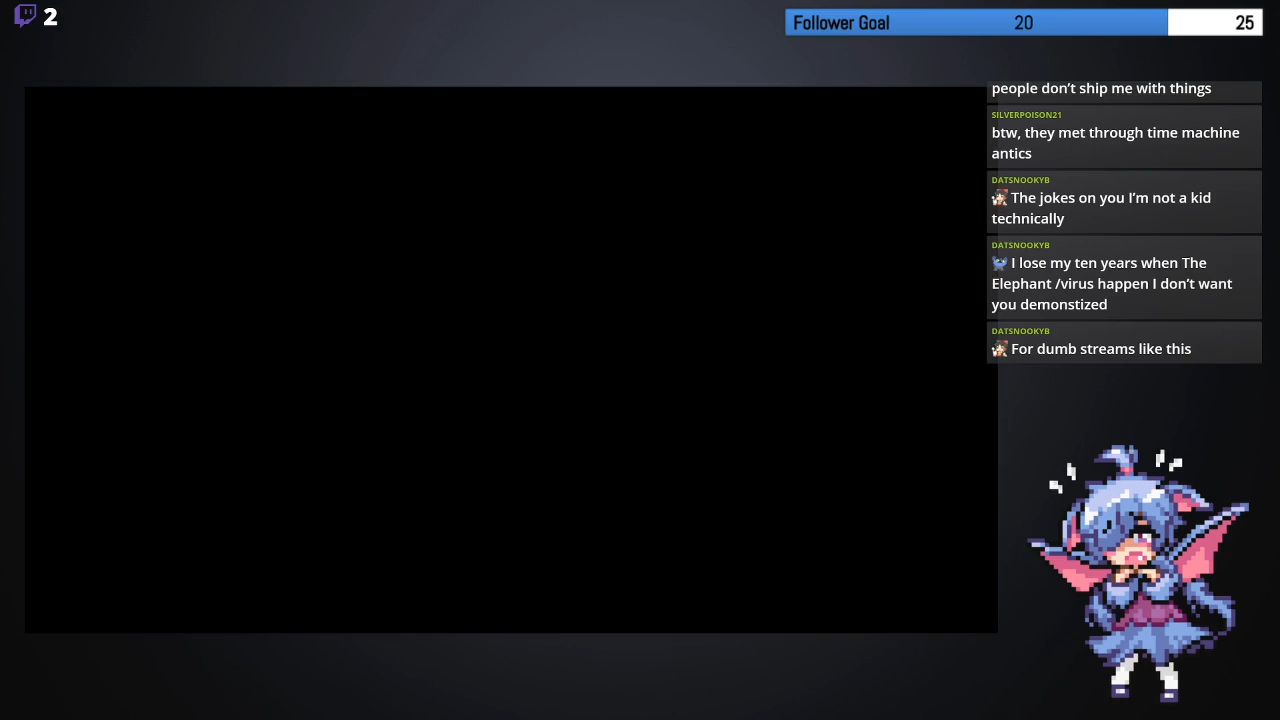 2
Follower Goal 20 25
people don't ship me with things
SILVERPOISON21
btw, they met through time machine
antics
DATSNOOKYB
The jokes on you I'm not a kid
technically
DATSNOOKYB
I lose my ten years when The
Elephant /virus happen I don't want
you demonstized
DATSNOOKYB
For dumb streams like this